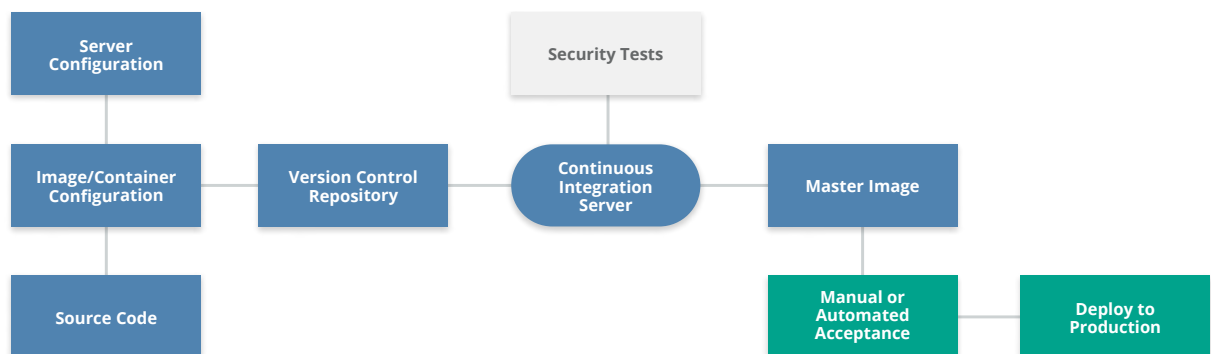 Server
Configuration
Security Tests
Image/Container
Configuration
Version Control
Repository
Continuous
Integration
Server
Master Image
Source Code
Manual or
Automated
Acceptance
Deploy to
Production